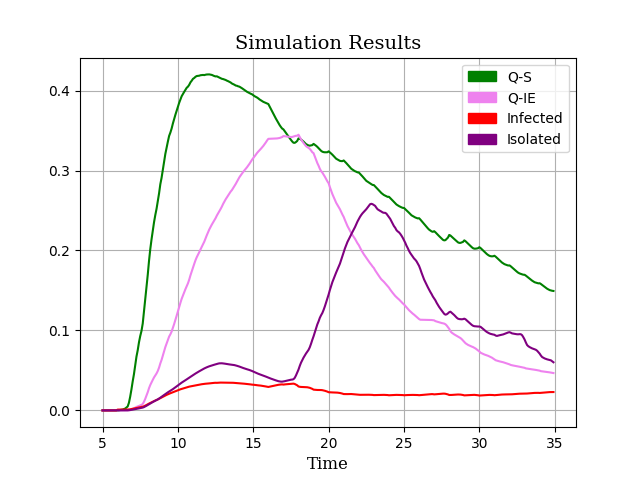 Simulation Results
Q-S
Q-IE
Infected
Isolated
0.4
0.3
0.2
0.1
0.0
5 10 15 20 25 30 35
Time